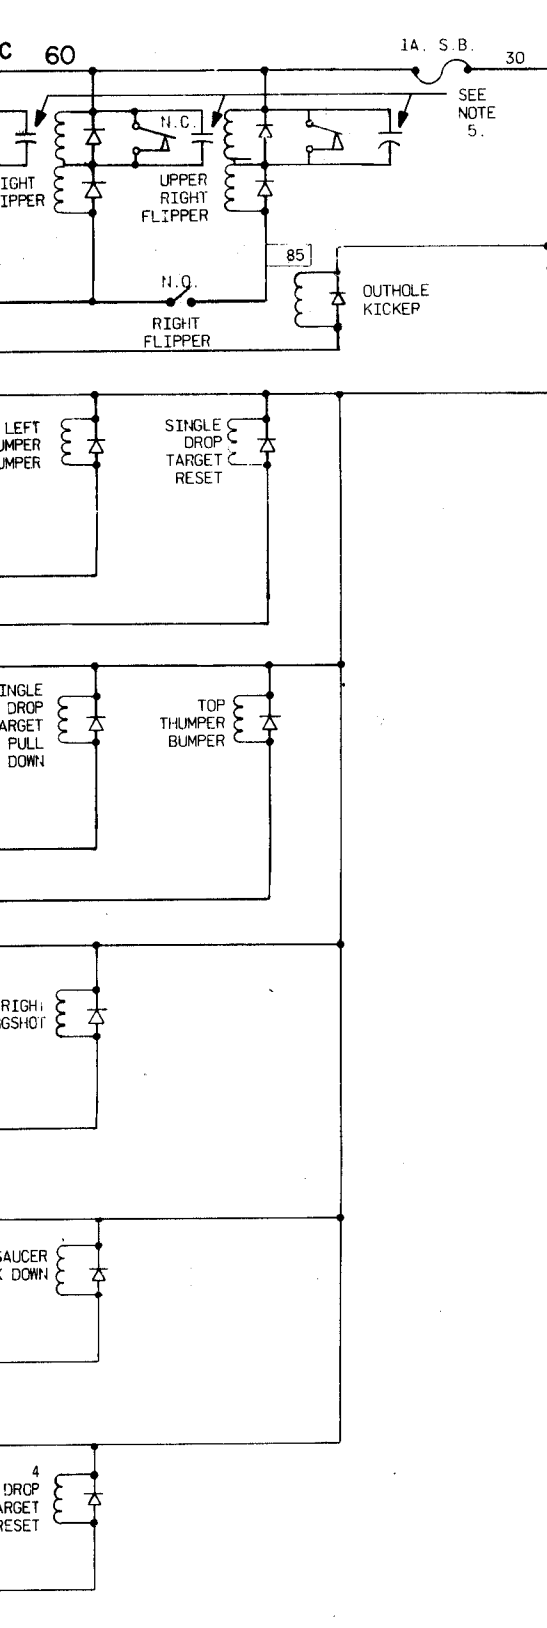 C 60
1A. S.B.
30
SEE
NOTE
5.
N.C.
IGHT
IPPER
UPPER
RIGHT
FLIPPER
85
N.O.
RIGHT
FLIPPER
OUTHOLE
KICKER
LEFT
UMPER
UMPER
SINGLE
DROP
TARGET
RESET
INGLE
DROP
ARGET
PULL
DOWN
TOP
THUMPER
BUMPER
RIGHT
GSHOT
SAUCER
K DOWN
4
DROP
ARGET
RESET